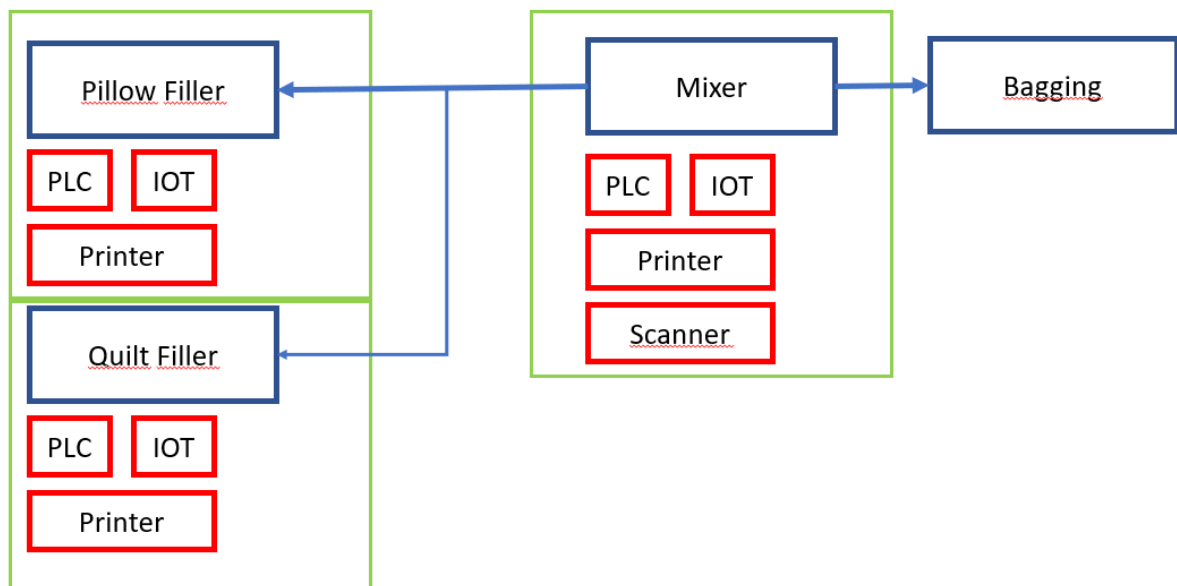 Pillow Filler
PLC
IOT
Printer
Quilt Filler
PLC
IOT
Printer
Mixer
PLC
IOT
Printer
Scanner
Bagging